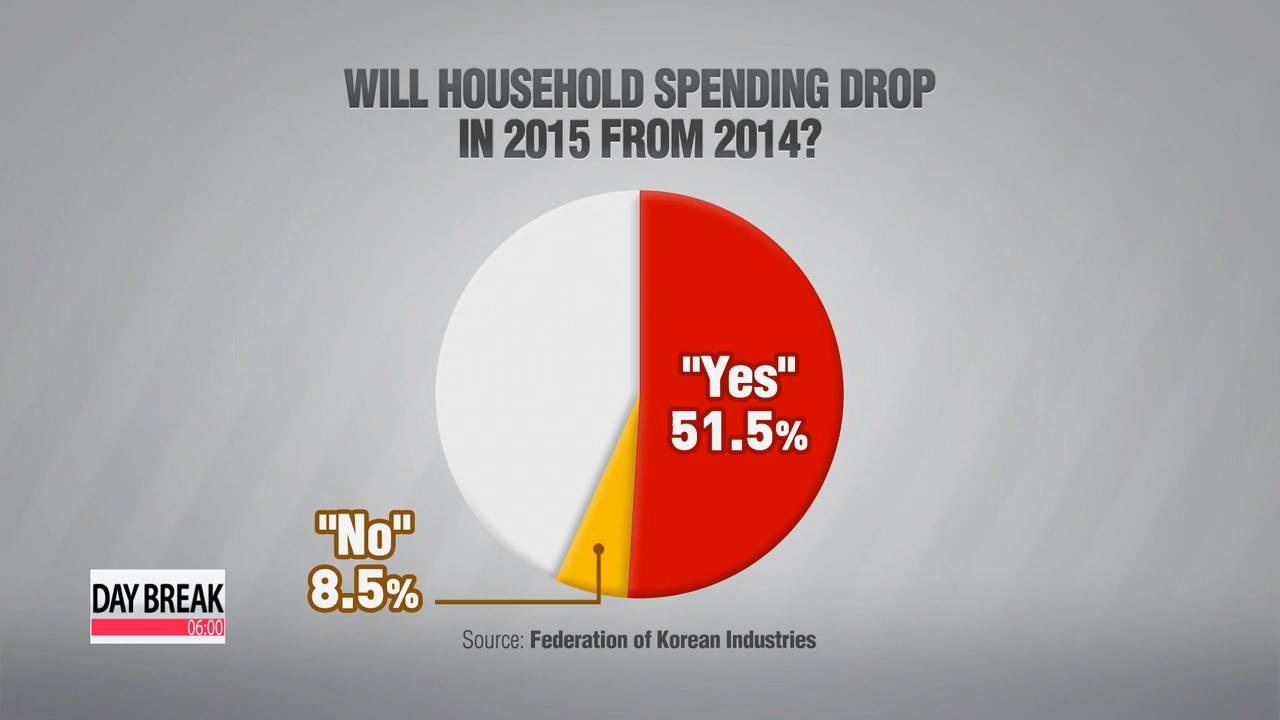 WILL HOUSEHOLD SPENDING DROP
IN 2015 FROM 2014?
"Yes"
51.5%
"No"
8.5%
DAY BREAK
06:00
Source: Federation of Korean Industries